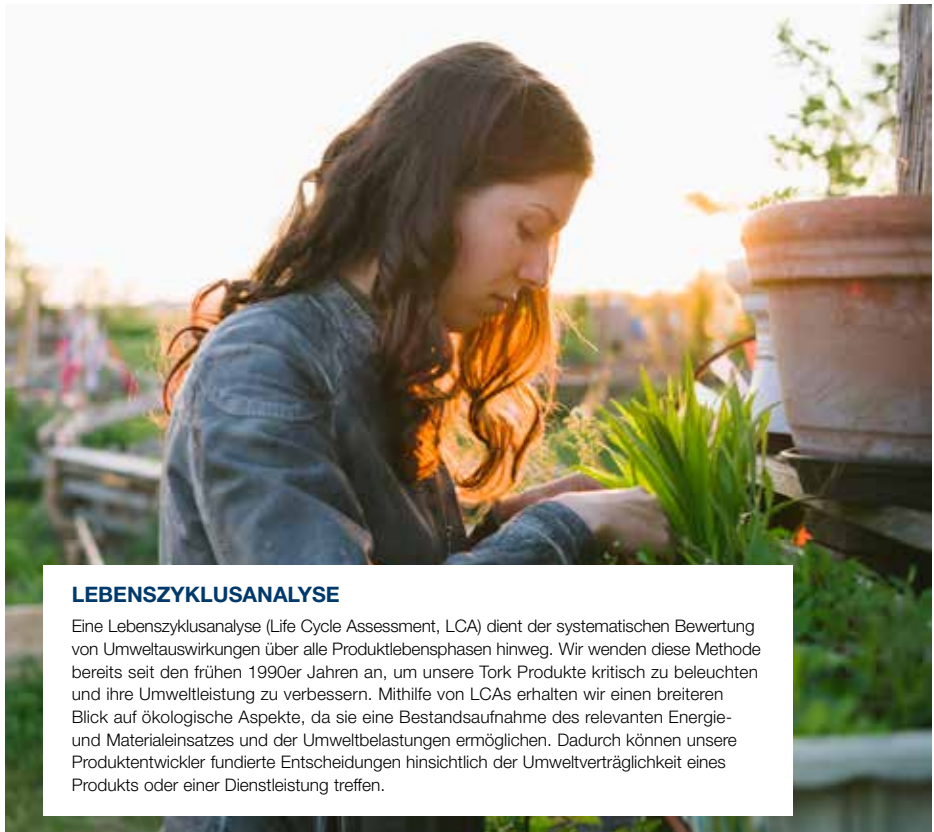 LEBENSZYKLUSANALYSE
Eine Lebenszyklusanalyse (Life Cycle Assessment, LCA) dient der systematischen Bewertung
von Umweltauswirkungen über alle Produktlebensphasen hinweg. Wir wenden diese Methode
bereits seit den frühen 1990er Jahren an, um unsere Tork Produkte kritisch zu beleuchten
und ihre Umweltleistung zu verbessern. Mithilfe von LCAs erhalten wir einen breiteren
Blick auf ökologische Aspekte, da sie eine Bestandsaufnahme des relevanten Energie-
und Materialeinsatzes und der Umweltbelastungen ermöglichen. Dadurch können unsere
Produktentwickler fundierte Entscheidungen hinsichtlich der Umweltverträglichkeit eines
Produkts oder einer Dienstleistung treffen.